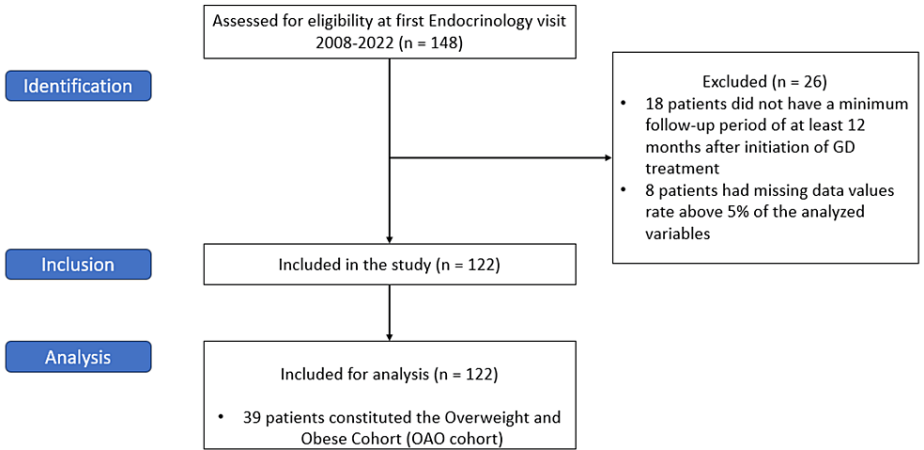 Assessed for eligibility at first Endocrinology visit
2008-2022 (n = 148)
Identification
Excluded (n = 26)
• 18 patients did not have a minimum
follow-up period of at least 12
months after initiation of GD
treatment
• 8 patients had missing data values
rate above 5% of the analyzed
variables
Inclusion
Included in the study (n = 122)
Analysis
Included for analysis (n = 122)
• 39 patients constituted the Overweight and
Obese Cohort (OAO cohort)